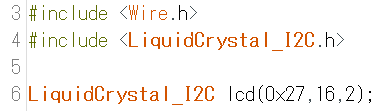 3 #include <Wire.h>
4 #include <LiquidCrystal_I2C.h>
5
6 LiquidCrystal_I2C lcd(0x27,16,2);